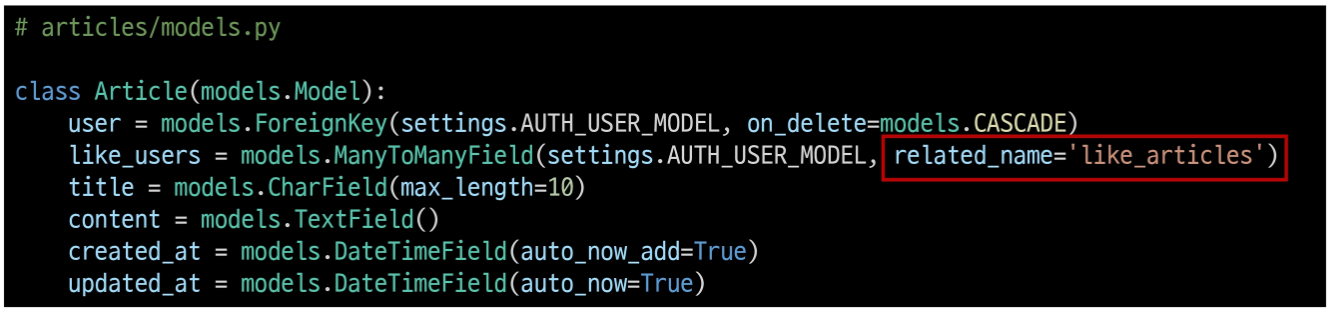 # articles/models.py
class Article(models.Model):
    user = models.ForeignKey(settings.AUTH_USER_MODEL, on_delete=models.CASCADE)
    like_users = models.ManyToManyField(settings.AUTH_USER_MODEL, related_name='like_articles')
    title = models.CharField(max_length=10)
    content = models.TextField()
    created_at = models.DateTimeField(auto_now_add=True)
    updated_at = models.DateTimeField(auto_now=True)